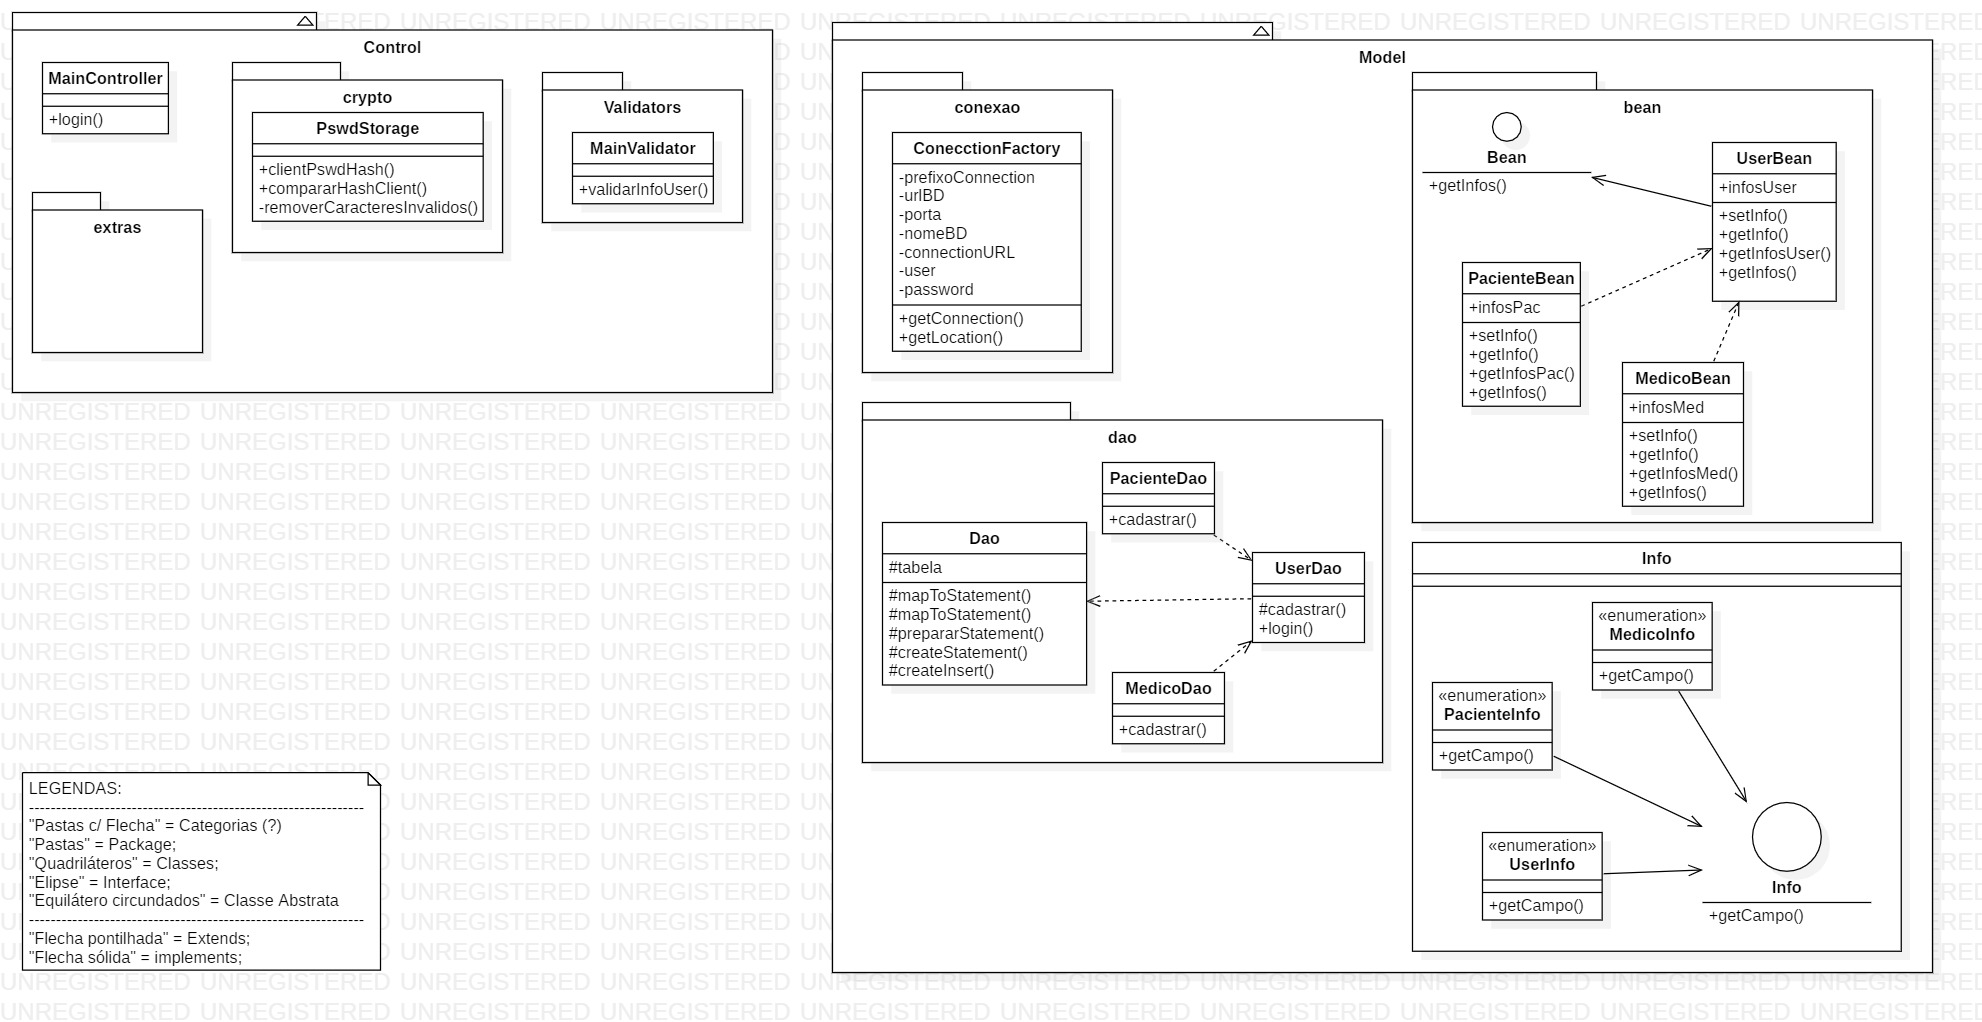 Control
MainController
+login()
crypto
PswdStorage
+clientPswdHash()
+compararHashClient()
-removerCaracteresInvalidos()
Validators
MainValidator
+validarInfoUser()
extras
Model
conexao
ConecctionFactory
-prefixoConnection
-urlBD
-porta
-nomeBD
-connectionURL
-user
-password
+getConnection()
+getLocation()
bean
Bean
+getInfos()
UserBean
+infosUser
+setInfo()
+getInfo()
+getInfosUser()
+getInfos()
PacienteBean
+infosPac
+setInfo()
+getInfo()
+getInfosPac()
+getInfos()
MedicoBean
+infosMed
+setInfo()
+getInfo()
+getInfosMed()
+getInfos()
dao
PacienteDao
+cadastrar()
Dao
#tabela
#mapToStatement()
#mapToStatement()
#prepararStatement()
#createStatement()
#createInsert()
UserDao
#cadastrar()
+login()
MedicoDao
+cadastrar()
Info
«enumeration»
MedicoInfo
+getCampo()
«enumeration»
PacienteInfo
+getCampo()
«enumeration»
UserInfo
+getCampo()
Info
+getCampo()
LEGENDAS:
"Pastas c/ Flecha" = Categorias (?)
"Pastas" = Package;
"Quadriláteros" = Classes;
"Elipse" = Interface;
"Equilátero circundados" = Classe Abstrata
"Flecha pontilhada" = Extends;
"Flecha sólida" = implements;
UNREGISTERED